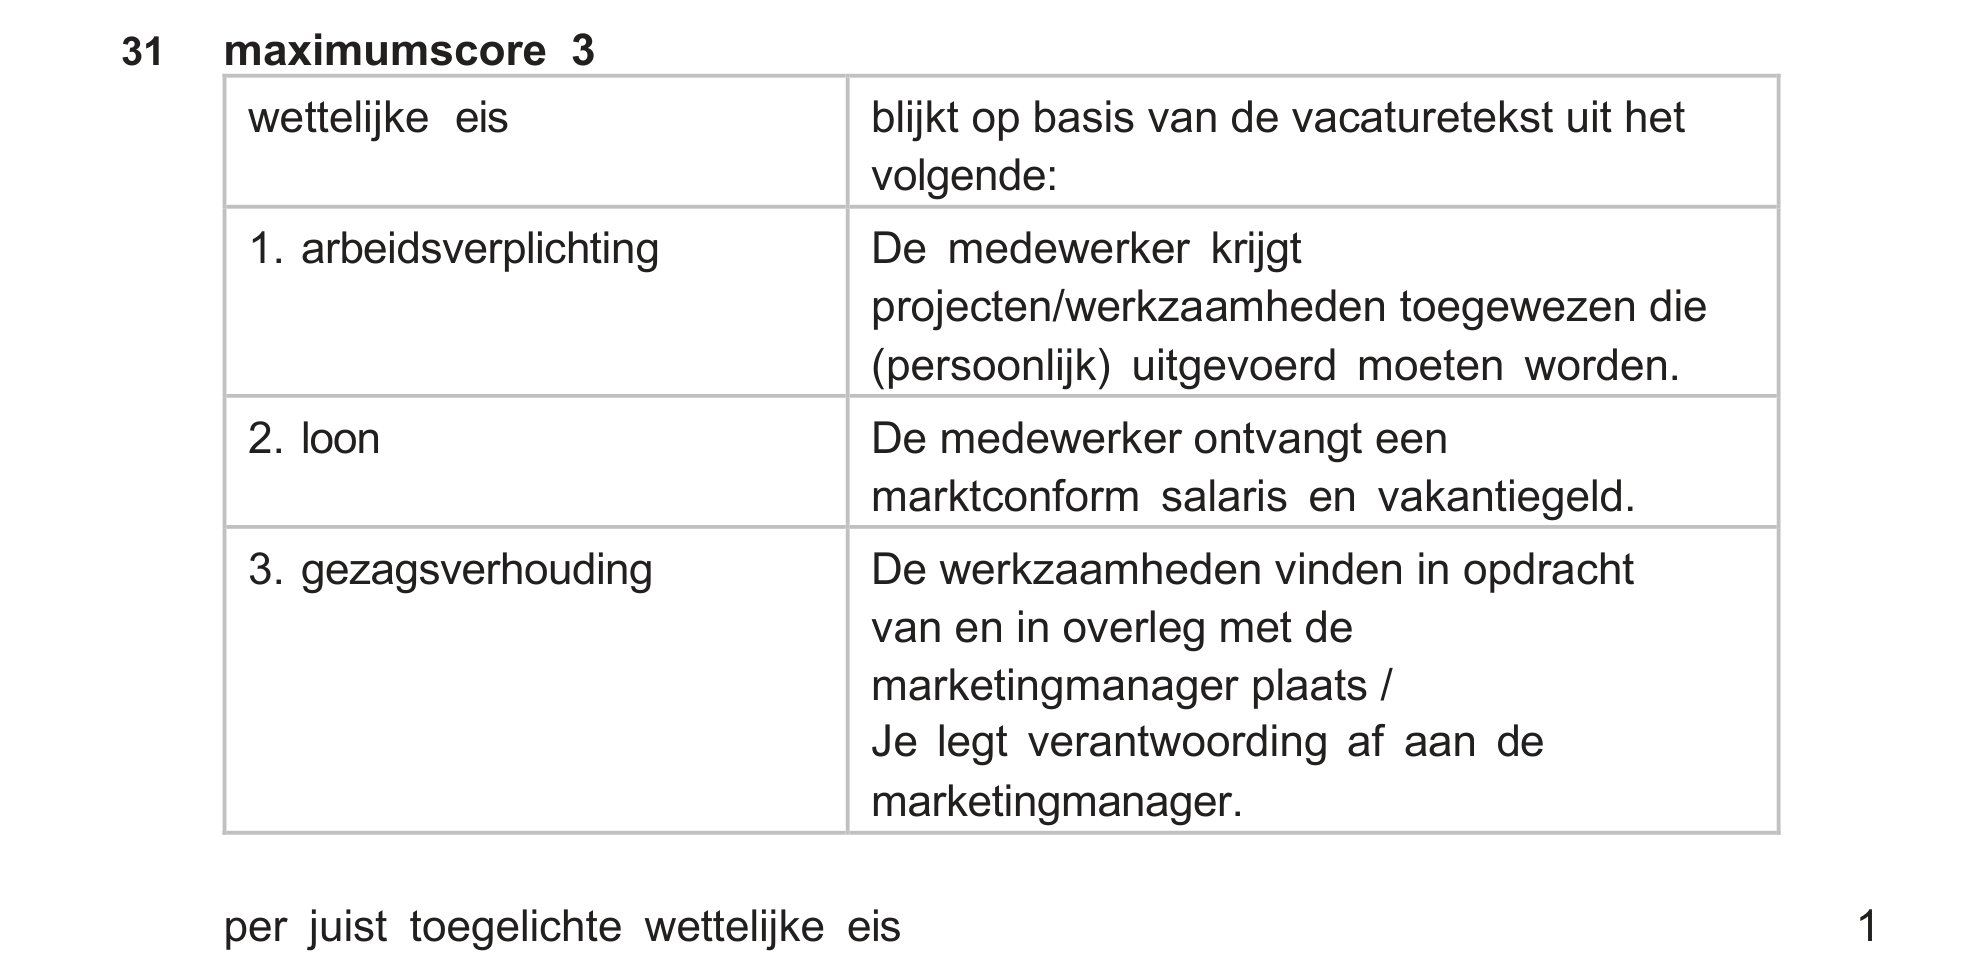 31 maximumscore 3
wettelijke eis
blijkt op basis van de vacaturetekst uit het
volgende:
1. arbeidsverplichting
De medewerker krijgt
projecten/werkzaamheden toegewezen die
(persoonlijk) uitgevoerd moeten worden.
2. loon
De medewerker ontvangt een
marktconform salaris en vakantiegeld.
3. gezagsverhouding
De werkzaamheden vinden in opdracht
van en in overleg met de
marketingmanager plaats /
Je legt verantwoording af aan de
marketingmanager.
per juist toegelichte wettelijke eis 1